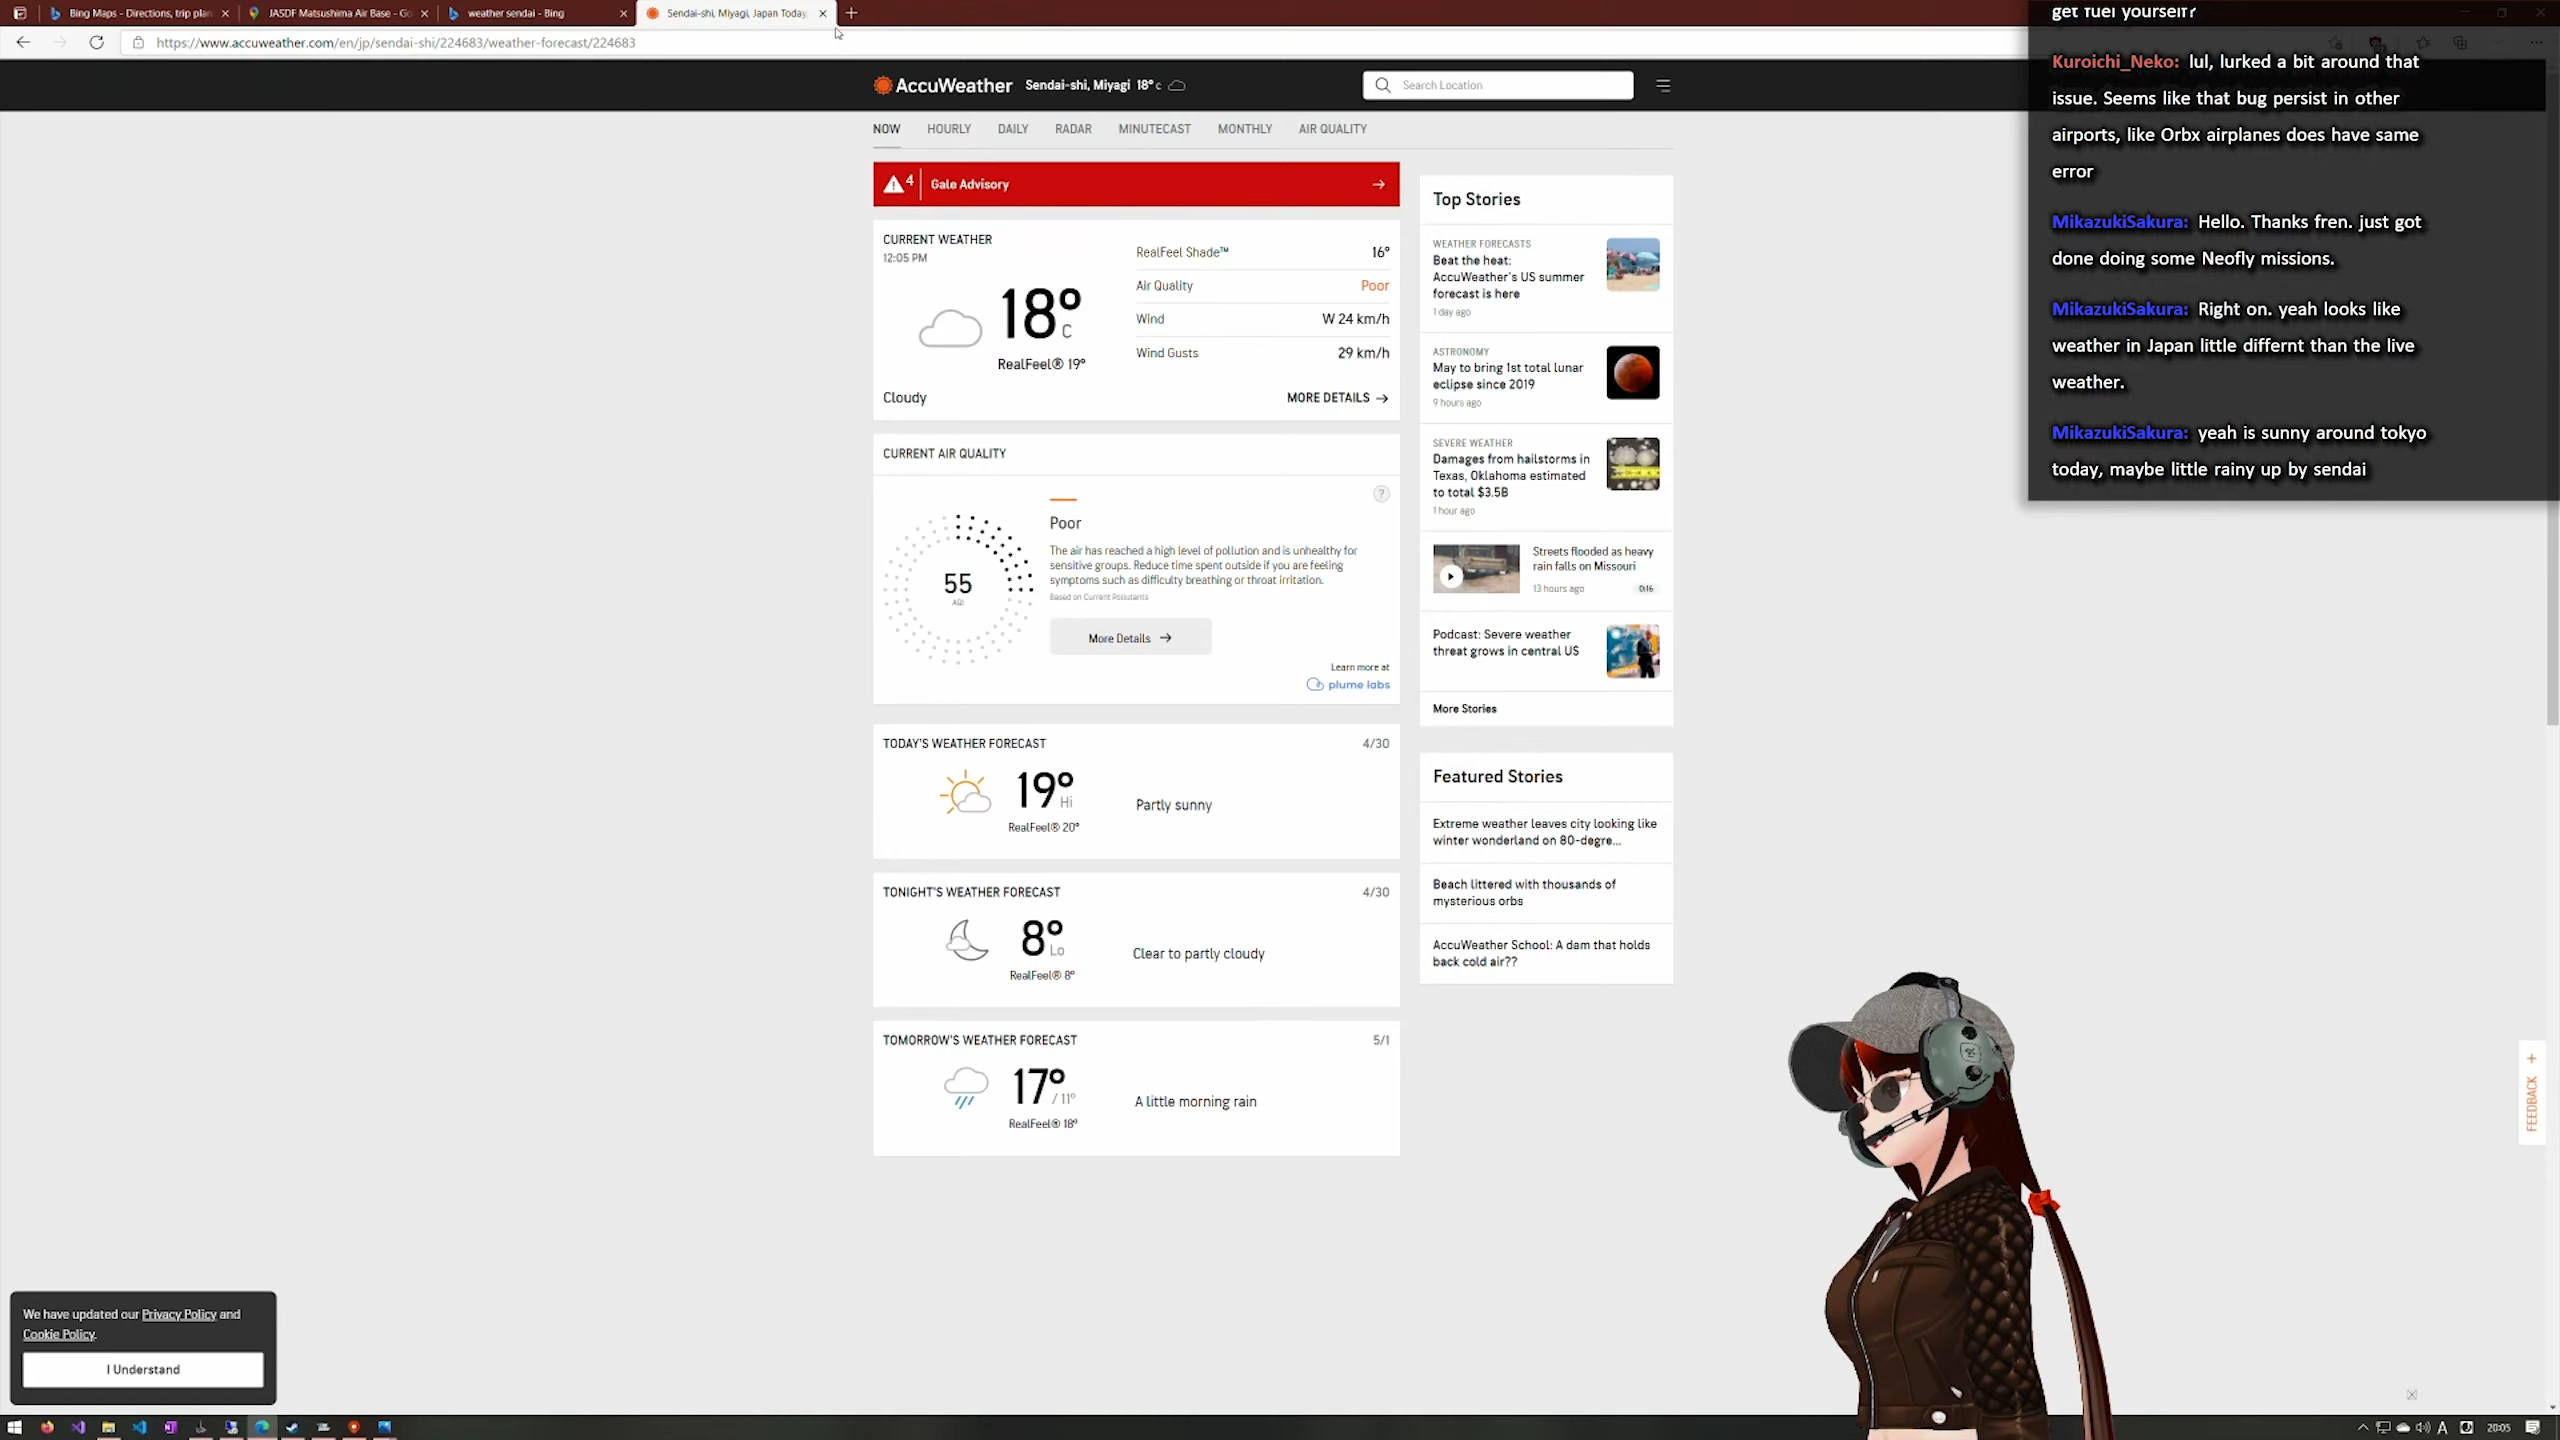 Bing Maps - Directions, trip plan
JASDF Matsushima Air Base - Go
weather sendai - Bing
Sendai-shi, Miyagi, Japan Today
https://www.accuweather.com/en/jp/sendai-shi/224683/weather-forecast/224683
AccuWeather
Sendai-shi, Miyagi 18° C
Search Location
NOW
HOURLY
DAILY
RADAR
MINUTECAST
MONTHLY
AIR QUALITY
4
Gale Advisory
CURRENT WEATHER
12:05 PM
18° C
RealFeel® 19°
Cloudy
RealFeel Shade™ 16°
Air Quality Poor
Wind W 24 km/h
Wind Gusts 29 km/h
MORE DETAILS
CURRENT AIR QUALITY
?
55
AQI
Poor
The air has reached a high level of pollution and is unhealthy for
sensitive groups. Reduce time spent outside if you are feeling
symptoms such as difficulty breathing or throat irritation.
Based on Current Pollutants
More Details
Learn more at
plume labs
TODAY'S WEATHER FORECAST 4/30
19° Hi
RealFeel® 20°
Partly sunny
TONIGHT'S WEATHER FORECAST 4/30
8° Lo
RealFeel® 8°
Clear to partly cloudy
TOMORROW'S WEATHER FORECAST 5/1
17° / 11°
RealFeel® 18°
A little morning rain
Top Stories
WEATHER FORECASTS
Beat the heat:
AccuWeather's US summer
forecast is here
1 day ago
ASTRONOMY
May to bring 1st total lunar
eclipse since 2019
9 hours ago
SEVERE WEATHER
Damages from hailstorms in
Texas, Oklahoma estimated
to total $3.5B
1 hour ago
Streets flooded as heavy
rain falls on Missouri
13 hours ago 0:16
Podcast: Severe weather
threat grows in central US
More Stories
Featured Stories
Extreme weather leaves city looking like
winter wonderland on 80-degre...
Beach littered with thousands of
mysterious orbs
AccuWeather School: A dam that holds
back cold air??
get fuel yourself?
Kuroichi_Neko: lul, lurked a bit around that
issue. Seems like that bug persist in other
airports, like Orbx airplanes does have same
error
MikazukiSakura: Hello. Thanks fren. just got
done doing some Neofly missions.
MikazukiSakura: Right on. yeah looks like
weather in Japan little differnt than the live
weather.
MikazukiSakura: yeah is sunny around tokyo
today, maybe little rainy up by sendai
FEEDBACK +
We have updated our Privacy Policy and
Cookie Policy.
I Understand
A
20:05